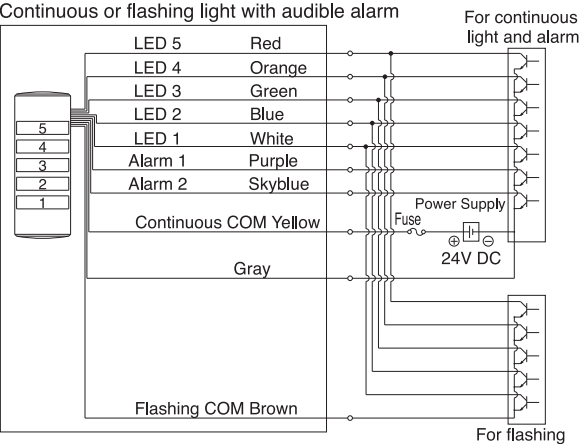 Continuous or flashing light with audible alarm
For continuous
light and alarm
LED 5 Red
LED 4 Orange
LED 3 Green
LED 2 Blue
LED 1 White
Alarm 1 Purple
Alarm 2 Skyblue
5
4
3
2
1
Continuous COM Yellow
Fuse
Power Supply
⊕ ⊖
24V DC
Gray
Flashing COM Brown
For flashing